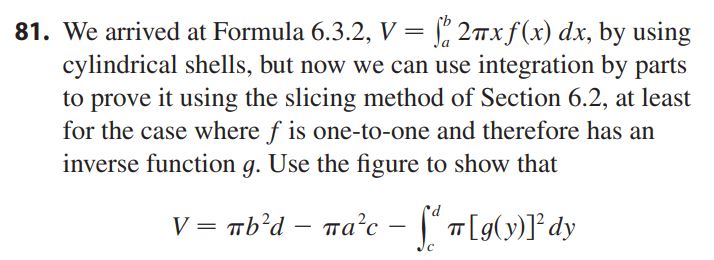 81. We arrived at Formula 6.3.2, V = ∫ₐᵇ 2πx f(x) dx, by using
cylindrical shells, but now we can use integration by parts
to prove it using the slicing method of Section 6.2, at least
for the case where f is one-to-one and therefore has an
inverse function g. Use the figure to show that
V = πb²d − πa²c − ∫_c^d π[g(y)]² dy